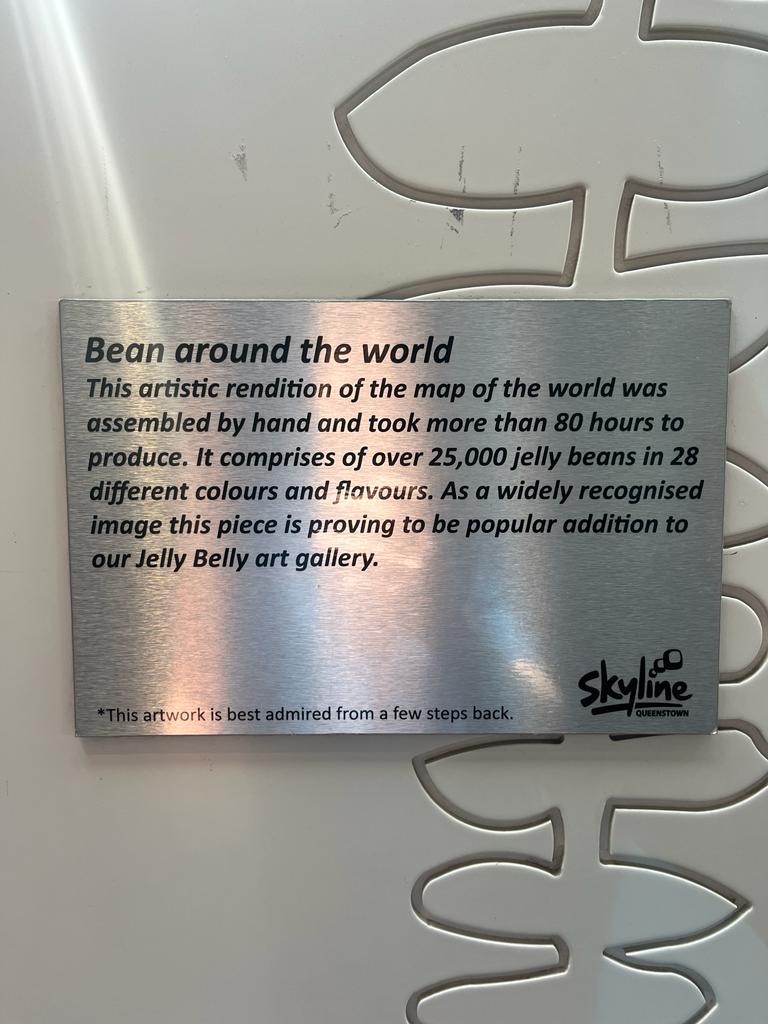 Bean around the world
This artistic rendition of the map of the world was
assembled by hand and took more than 80 hours to
produce. It comprises of over 25,000 jelly beans in 28
different colours and flavours. As a widely recognised
image this piece is proving to be popular addition to
our Jelly Belly art gallery.
*This artwork is best admired from a few steps back.
skyline
QUEENSTOWN